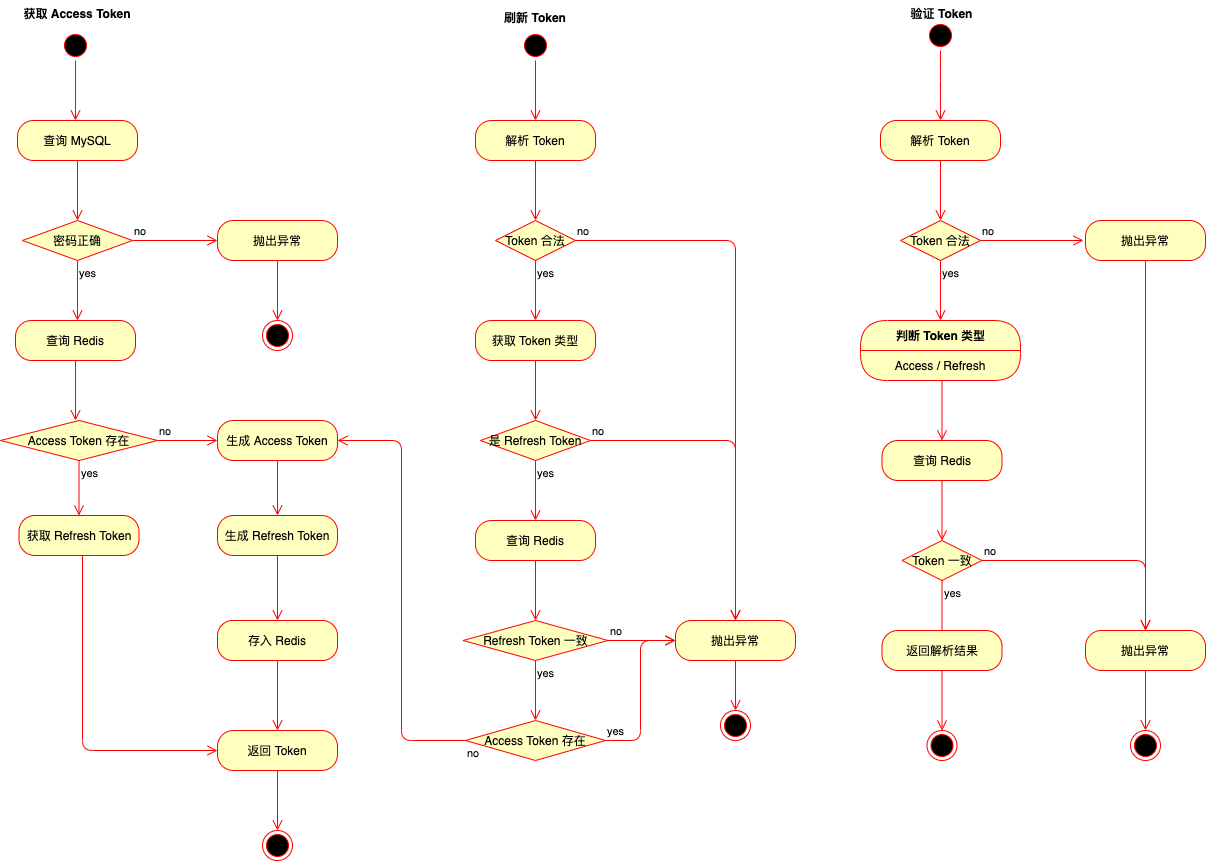 获取 Access Token
查询 MySQL
密码正确
no
抛出异常
yes
查询 Redis
Access Token 存在
no
生成 Access Token
yes
获取 Refresh Token
生成 Refresh Token
存入 Redis
返回 Token
刷新 Token
解析 Token
Token 合法
no
yes
获取 Token 类型
是 Refresh Token
no
yes
查询 Redis
Refresh Token 一致
no
抛出异常
yes
Access Token 存在
yes
no
验证 Token
解析 Token
Token 合法
no
抛出异常
yes
判断 Token 类型
Access / Refresh
查询 Redis
Token 一致
no
yes
返回解析结果
抛出异常